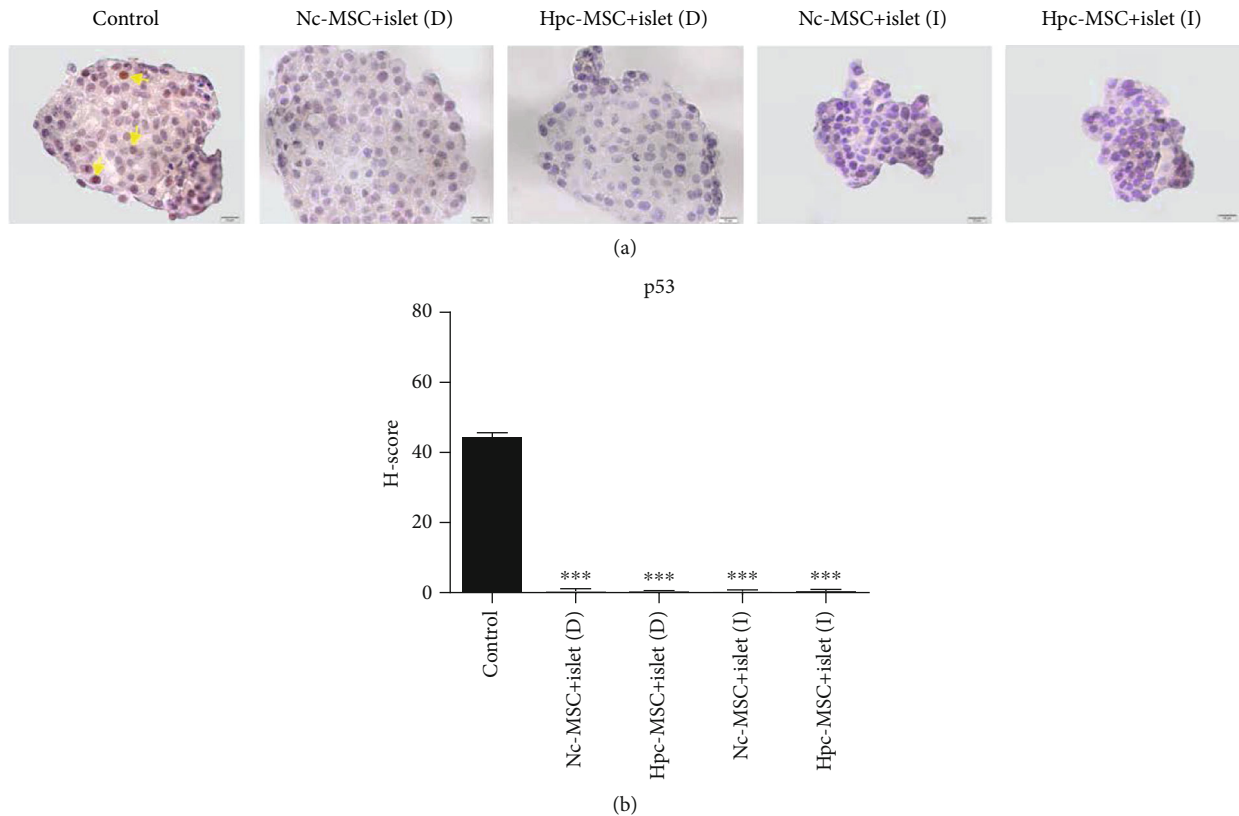 Control Nc-MSC+islet (D) Hpc-MSC+islet (D) Nc-MSC+islet (I) Hpc-MSC+islet (I)
(a)
p53
80
60
40
20
0
H-score
*** *** *** ***
Control
Nc-MSC+islet (D)
Hpc-MSC+islet (D)
Nc-MSC+islet (I)
Hpc-MSC+islet (I)
(b)